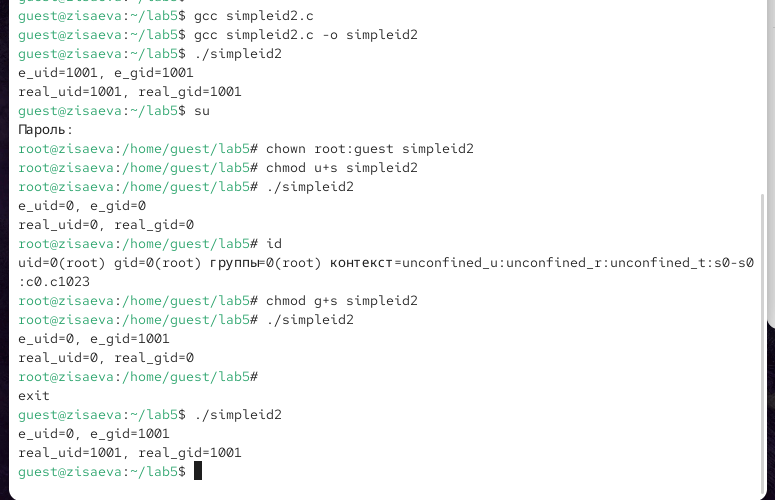 guest@zisaeva:~/lab5$ gcc simpleid2.c
guest@zisaeva:~/lab5$ gcc simpleid2.c -o simpleid2
guest@zisaeva:~/lab5$ ./simpleid2
e_uid=1001, e_gid=1001
real_uid=1001, real_gid=1001
guest@zisaeva:~/lab5$ su
Пароль:
root@zisaeva:/home/guest/lab5# chown root:guest simpleid2
root@zisaeva:/home/guest/lab5# chmod u+s simpleid2
root@zisaeva:/home/guest/lab5# ./simpleid2
e_uid=0, e_gid=0
real_uid=0, real_gid=0
root@zisaeva:/home/guest/lab5# id
uid=0(root) gid=0(root) группы=0(root) контекст=unconfined_u:unconfined_r:unconfined_t:s0-s0
:c0.c1023
root@zisaeva:/home/guest/lab5# chmod g+s simpleid2
root@zisaeva:/home/guest/lab5# ./simpleid2
e_uid=0, e_gid=1001
real_uid=0, real_gid=0
root@zisaeva:/home/guest/lab5#
exit
guest@zisaeva:~/lab5$ ./simpleid2
e_uid=0, e_gid=1001
real_uid=1001, real_gid=1001
guest@zisaeva:~/lab5$